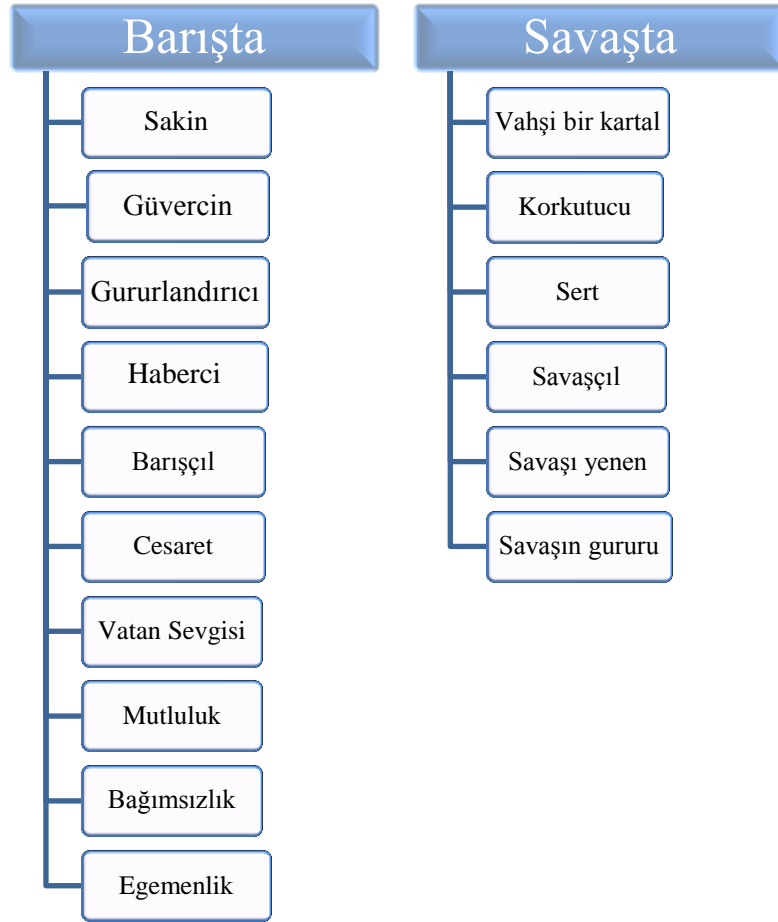 Barışta
Sakin
Güvercin
Gururlandırıcı
Haberci
Barışçıl
Cesaret
Vatan Sevgisi
Mutluluk
Bağımsızlık
Egemenlik
Savaşta
Vahşi bir kartal
Korkutucu
Sert
Savaşçıl
Savaşı yenen
Savaşın gururu